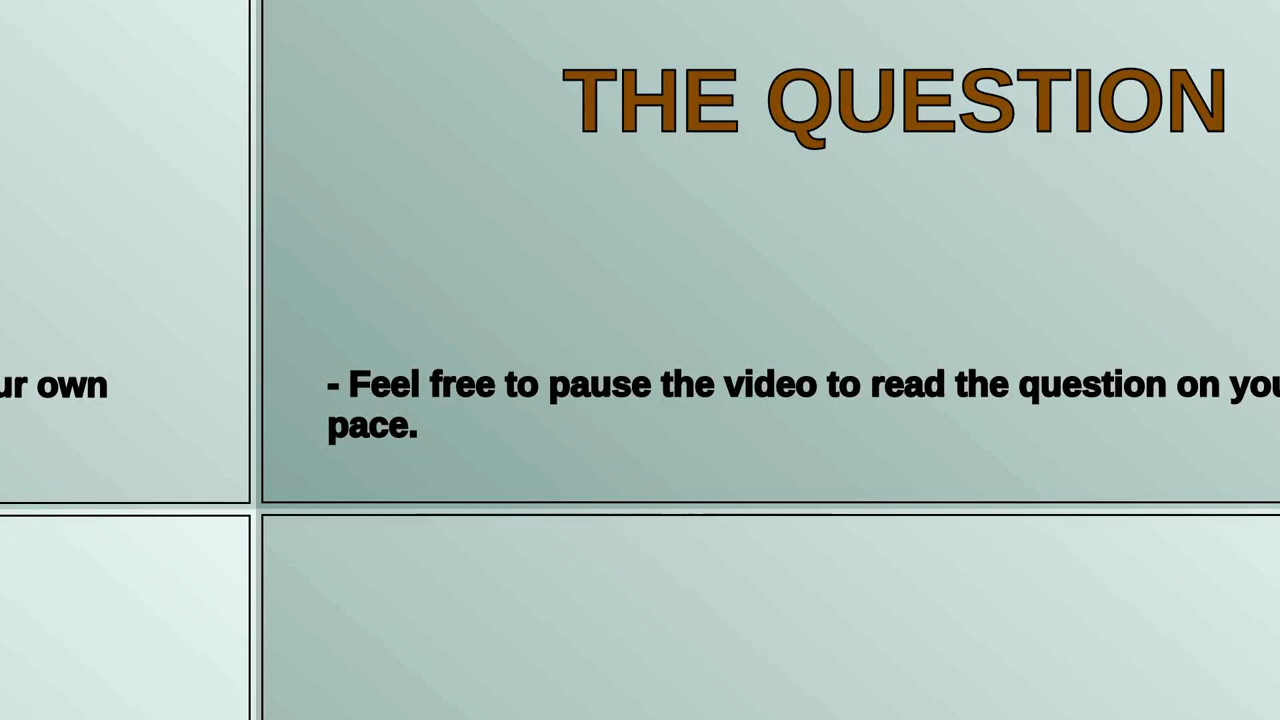 THE QUESTION
ur own
- Feel free to pause the video to read the question on you
pace.